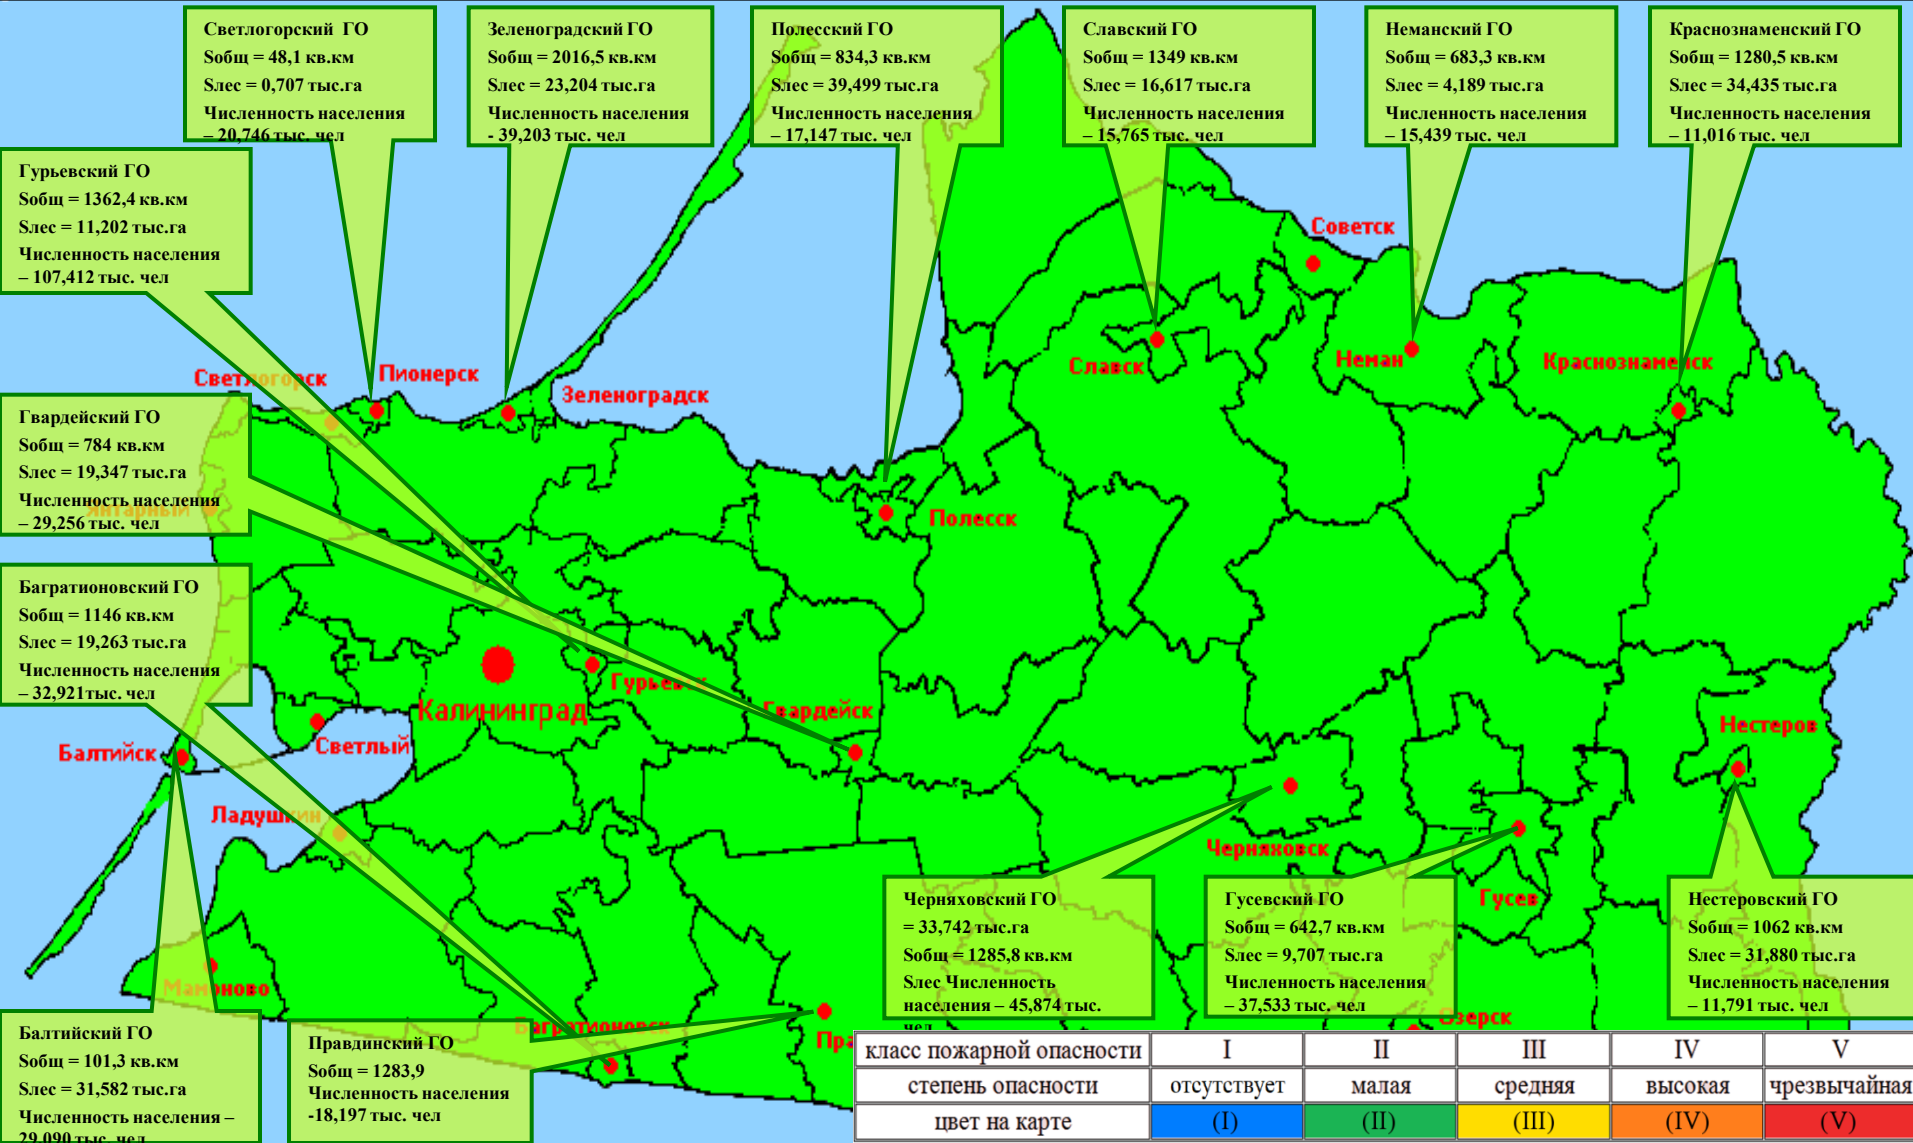 Светлогорский ГО
Sобщ = 48,1 кв.км
Sлес = 0,707 тыс.га
Численность населения
– 20,746 тыс. чел
Зеленоградский ГО
Sобщ = 2016,5 кв.км
Sлес = 23,204 тыс.га
Численность населения
- 39,203 тыс. чел
Полесский ГО
Sобщ = 834,3 кв.км
Sлес = 39,499 тыс.га
Численность населения
– 17,147 тыс. чел
Славский ГО
Sобщ = 1349 кв.км
Sлес = 16,617 тыс.га
Численность населения
– 15,765 тыс. чел
Неманский ГО
Sобщ = 683,3 кв.км
Sлес = 4,189 тыс.га
Численность населения
– 15,439 тыс. чел
Краснознаменский ГО
Sобщ = 1280,5 кв.км
Sлес = 34,435 тыс.га
Численность населения
– 11,016 тыс. чел
Гурьевский ГО
Sобщ = 1362,4 кв.км
Sлес = 11,202 тыс.га
Численность населения
– 107,412 тыс. чел
Советск
Славск
Неман
Краснознаменск
Светлогорск
Пионерск
Зеленоградск
Гвардейский ГО
Sобщ = 784 кв.км
Sлес = 19,347 тыс.га
Численность населения
– 29,256 тыс. чел
Янтарный
Полесск
Багратионовский ГО
Sобщ = 1146 кв.км
Sлес = 19,263 тыс.га
Численность населения
– 32,921тыс. чел
Гурьевск
Калининград
Гвардейск
Нестеров
Балтийск
Светлый
Ладушкин
Черняховск
Гусев
Мамоново
Багратионовск
Озерск
Черняховский ГО
= 33,742 тыс.га
Sобщ = 1285,8 кв.км
Sлес Численность
населения – 45,874 тыс.
чел
Гусевский ГО
Sобщ = 642,7 кв.км
Sлес = 9,707 тыс.га
Численность населения
– 37,533 тыс. чел
Нестеровский ГО
Sобщ = 1062 кв.км
Sлес = 31,880 тыс.га
Численность населения
– 11,791 тыс. чел
Балтийский ГО
Sобщ = 101,3 кв.км
Sлес = 31,582 тыс.га
Численность населения –
29,090 тыс. чел
Правдинский ГО
Sобщ = 1283,9
Численность населения
-18,197 тыс. чел
Пра
класс пожарной опасности I II III IV V
степень опасности отсутствует малая средняя высокая чрезвычайная
цвет на карте (I) (II) (III) (IV) (V)